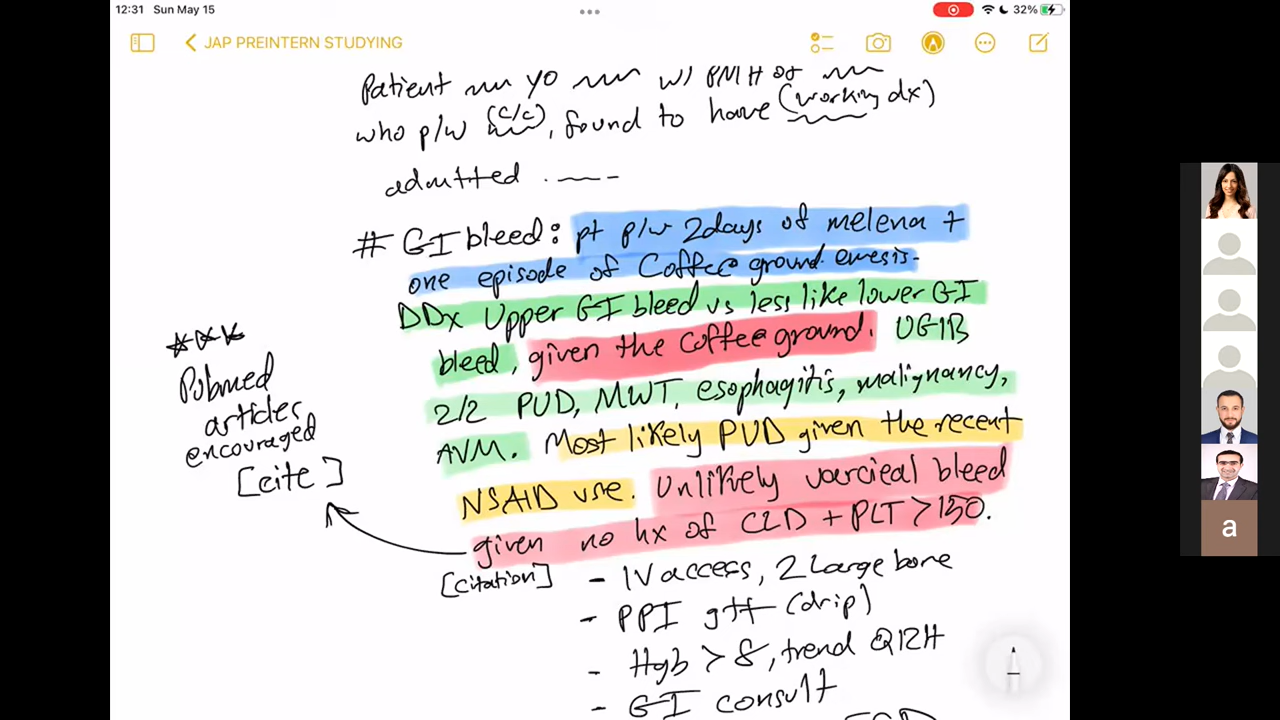 12:31 Sun May 15
32%
JAP PREINTERN STUDYING
Patient yo w/ PMH of
(c/c) (working dx)
who p/w , found to have
admitted
# GI bleed: pt p/w 2days of melena +
one episode of Coffee ground emesis.
DDx Upper GI bleed vs less like lower GI
bleed, given the Coffee ground. UGIB
2/2 PUD, MWT, esophagitis, malignancy,
AVM. Most likely PUD given the recent
NSAID use. Unlikely varcieal bleed
given no hx of CLD + PLT > 150.
[citation]
- IV access, 2 Large bone
- PPI gtt (drip)
- Hgb > 8, trend Q12H
- GI consult
***
Pubmed
articles
encouraged
[cite]
a